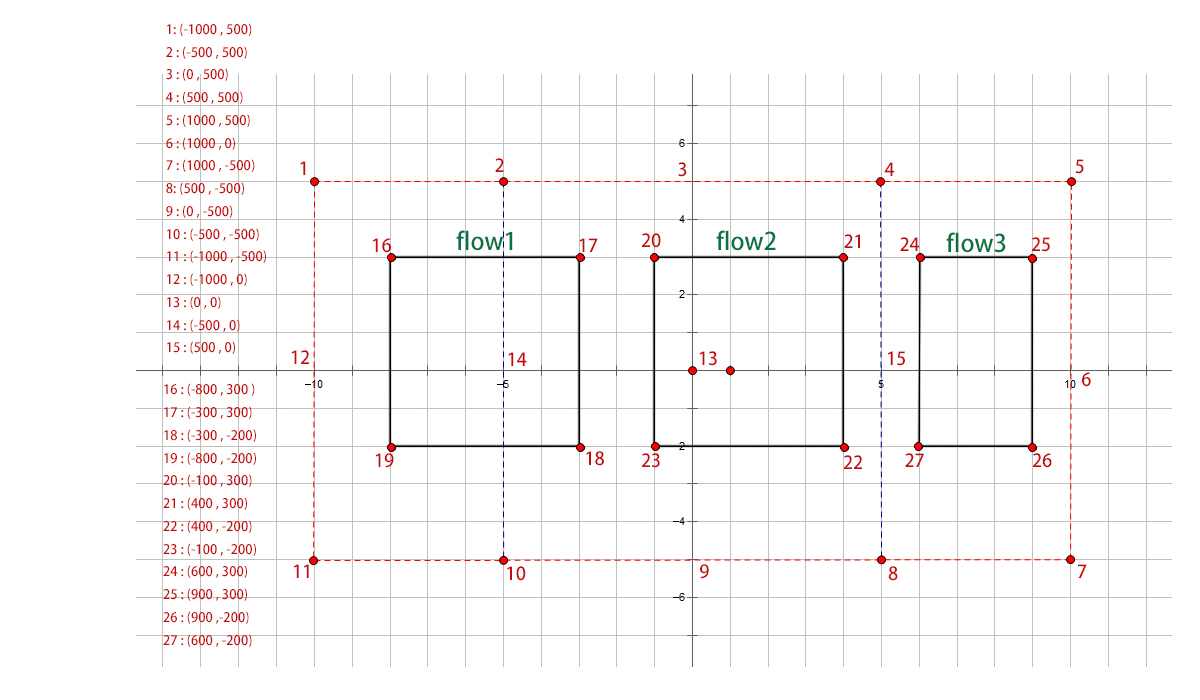 1: (-1000 , 500)
2 : (-500 , 500)
3 : (0 , 500)
4 : (500 , 500)
5 : (1000 , 500)
6 : (1000 , 0)
7 : (1000 , -500)
8: (500 , -500)
9 : (0 , -500)
10 : (-500 , -500)
11 : (-1000 , -500)
12 : (-1000 , 0)
13 : (0 , 0)
14 : (-500 , 0)
15 : (500 , 0)
16 : (-800 , 300 )
17 : (-300 , 300)
18 : (-300 , -200)
19 : (-800 , -200)
20 : (-100 , 300)
21 : (400 , 300)
22 : (400 , -200)
23 : (-100 , -200)
24 : (600 , 300)
25 : (900 , 300)
26 : (900 , -200)
27 : (600 , -200)
6
1 2 3 4 5
4
16 flow1 17 20 flow2 21 24 flow3 25
2
12 14 13 15
−10 −5 5 10 6
−2
19 18 23 22 27 26
−4
11 10 9 8 7
−6